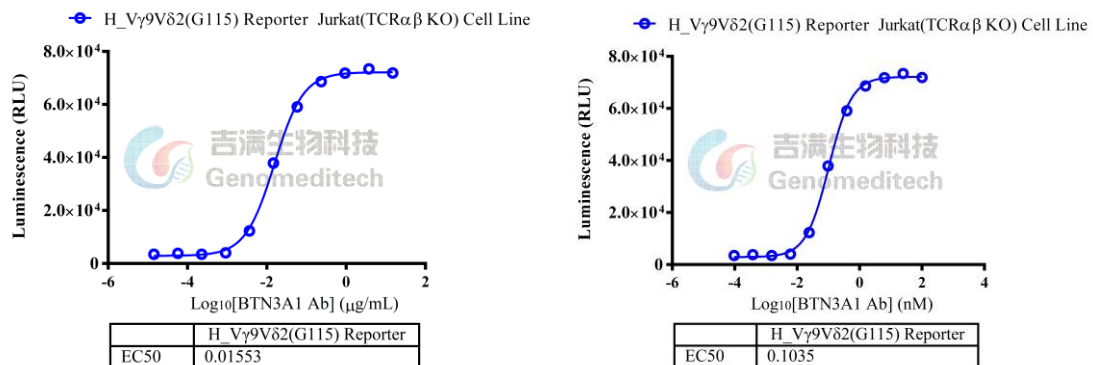 H_Vγ9Vδ2(G115) Reporter Jurkat(TCRαβ KO) Cell Line
8.0×10⁴
6.0×10⁴
4.0×10⁴
2.0×10⁴
0
Luminescence (RLU)
-6 -4 -2 0 2
Log₁₀[BTN3A1 Ab] (μg/mL)
吉满生物科技
Genomeditech
H_Vγ9Vδ2(G115) Reporter
EC50 0.01553
H_Vγ9Vδ2(G115) Reporter Jurkat(TCRαβ KO) Cell Line
8.0×10⁴
6.0×10⁴
4.0×10⁴
2.0×10⁴
0
Luminescence (RLU)
-6 -4 -2 0 2 4
Log₁₀[BTN3A1 Ab] (nM)
吉满生物科技
Genomeditech
H_Vγ9Vδ2(G115) Reporter
EC50 0.1035